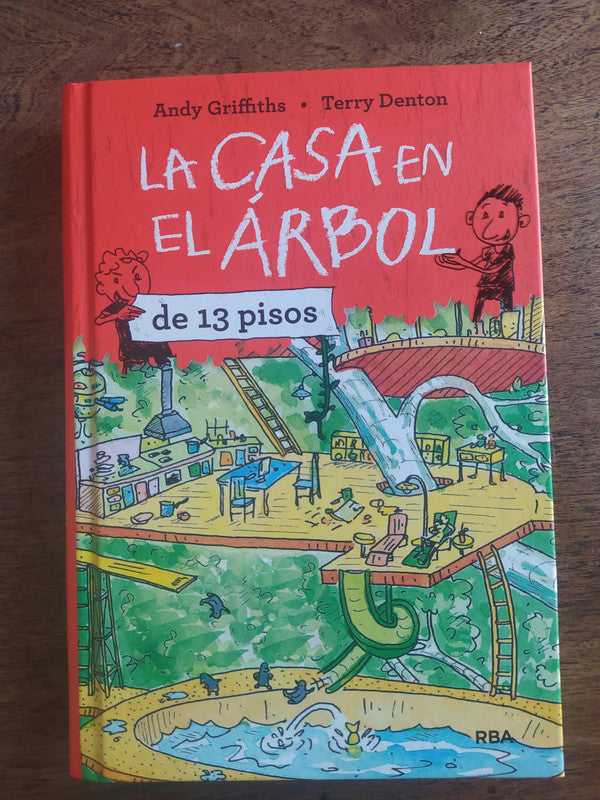 Andy Griffiths • Terry Denton
LA CASA EN
EL ÁRBOL
de 13 pisos
RBA